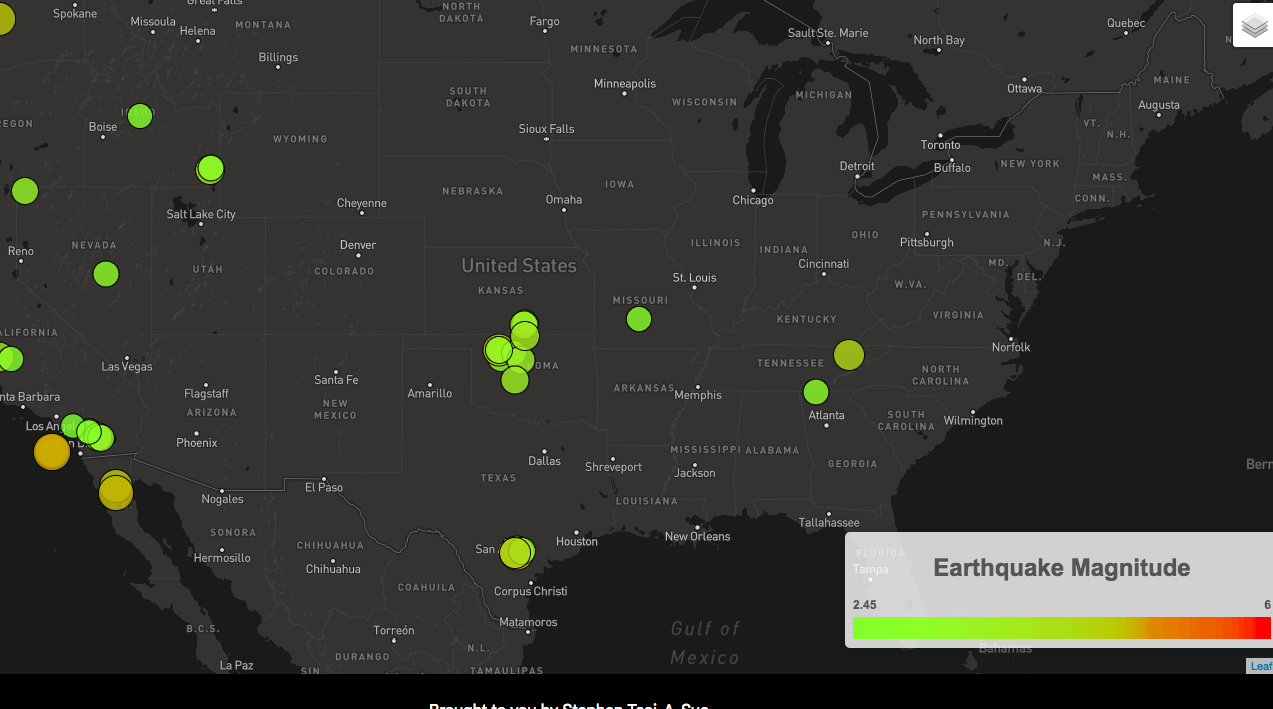 Great Falls
Spokane
Missoula
Helena
MONTANA
NORTH
DAKOTA
Fargo
MINNESOTA
Sault Ste. Marie
North Bay
Quebec
Billings
Minneapolis
SOUTH
DAKOTA
WISCONSIN
MICHIGAN
Ottawa
MAINE
Augusta
Boise
WYOMING
Sioux Falls
Toronto
VT.
N.H.
Detroit
Buffalo
NEW YORK
MASS.
NEBRASKA
IOWA
Omaha
Chicago
CONN.
Salt Lake City
Cheyenne
PENNSYLVANIA
Reno
NEVADA
Denver
ILLINOIS
INDIANA
OHIO
Pittsburgh
N.J.
UTAH
COLORADO
United States
Cincinnati
MD.
DEL.
KANSAS
St. Louis
W.VA.
MISSOURI
KENTUCKY
VIRGINIA
ALIFORNIA
Norfolk
Las Vegas
OMA
TENNESSEE
Santa Fe
NORTH
CAROLINA
nta Barbara
Flagstaff
Amarillo
ARKANSAS
Memphis
ARIZONA
NEW
MEXICO
Atlanta
SOUTH
CAROLINA
Wilmington
Los Angel
Phoenix
MISSISSIPPI
ALABAMA
Dallas
Shreveport
Jackson
GEORGIA
Bern
TEXAS
El Paso
Nogales
LOUISIANA
SONORA
Tallahassee
CHIHUAHUA
Houston
New Orleans
San
Hermosillo
Chihuahua
FLORIDA
Tampa
Earthquake Magnitude
COAHUILA
Corpus Christi
2.45
6
B.C.S.
Torreón
Matamoros
Gulf of
Mexico
N.L.
Bahamas
DURANGO
La Paz
SIN.
TAMAULIPAS
Leaf
Brought to you by Stephen